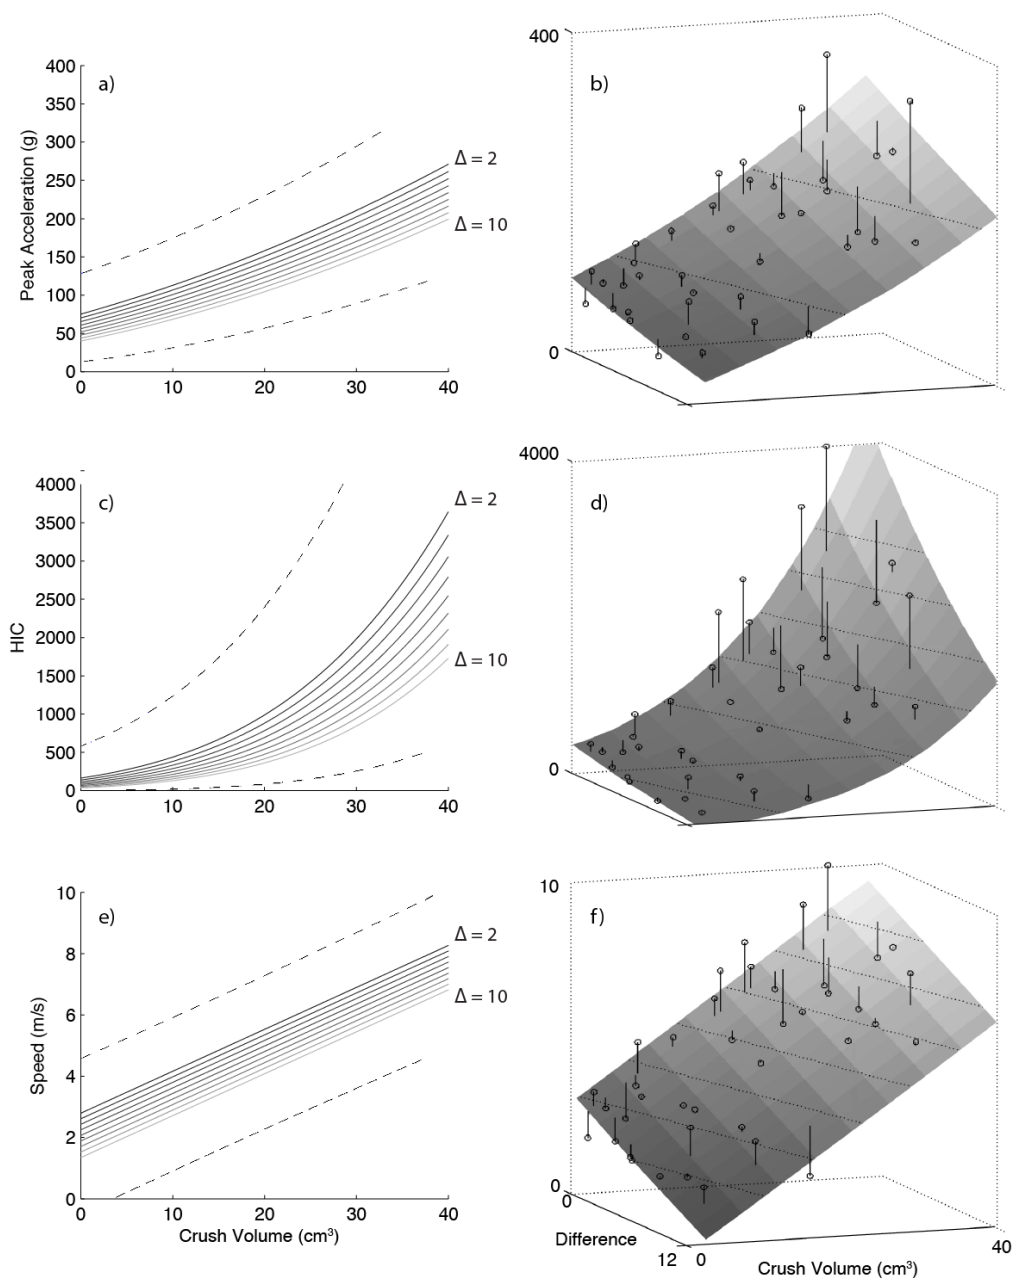 a)
Peak Acceleration (g)
400
350
300
250
200
150
100
50
0
0 10 20 30 40
Δ = 2
Δ = 10
b)
400
0
c)
HIC
4000
3500
3000
2500
2000
1500
1000
500
0
0 10 20 30 40
Δ = 2
Δ = 10
d)
4000
0
e)
Speed (m/s)
10
8
6
4
2
0
0 10 20 30 40
Crush Volume (cm³)
Δ = 2
Δ = 10
f)
10
0
0
Difference
12
0
Crush Volume (cm³)
40